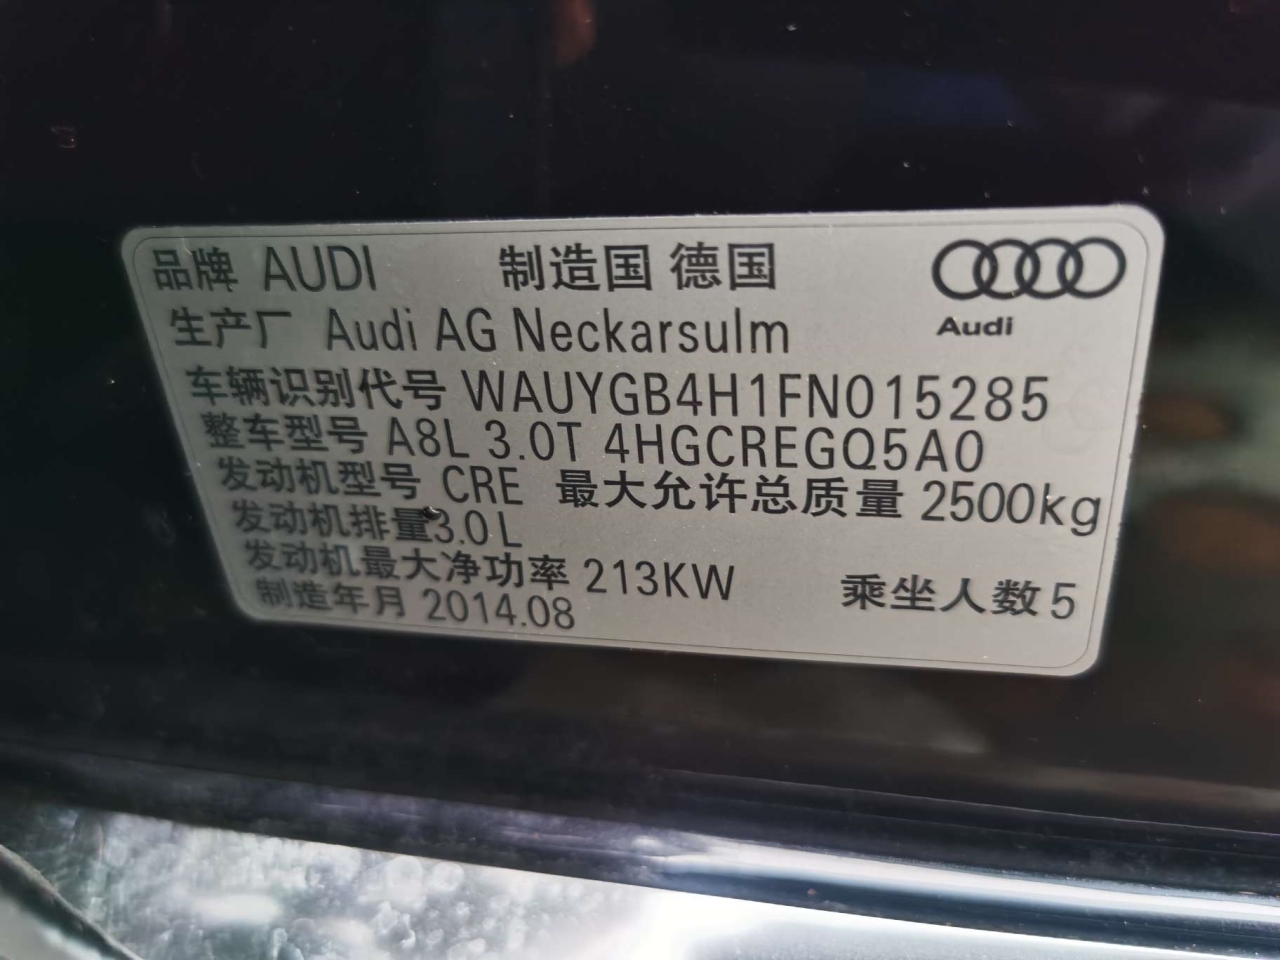 品牌 AUDI 制造国 德国
Audi
生产厂 Audi AG Neckarsulm
车辆识别代号 WAUYGB4H1FN015285
整车型号 A8L 3.0T 4HGCREGQ5A0
发动机型号 CRE 最大允许总质量 2500kg
发动机排量3.0L
发动机最大净功率 213KW 乘坐人数 5
制造年月 2014.08